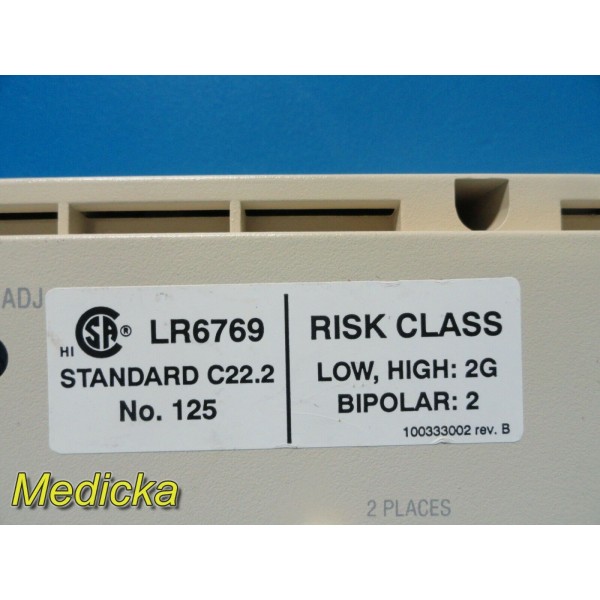 ADJ
HI SA® LR6769
STANDARD C22.2
No. 125
RISK CLASS
LOW, HIGH: 2G
BIPOLAR: 2
100333002 rev. B
2 PLACES
Medicka